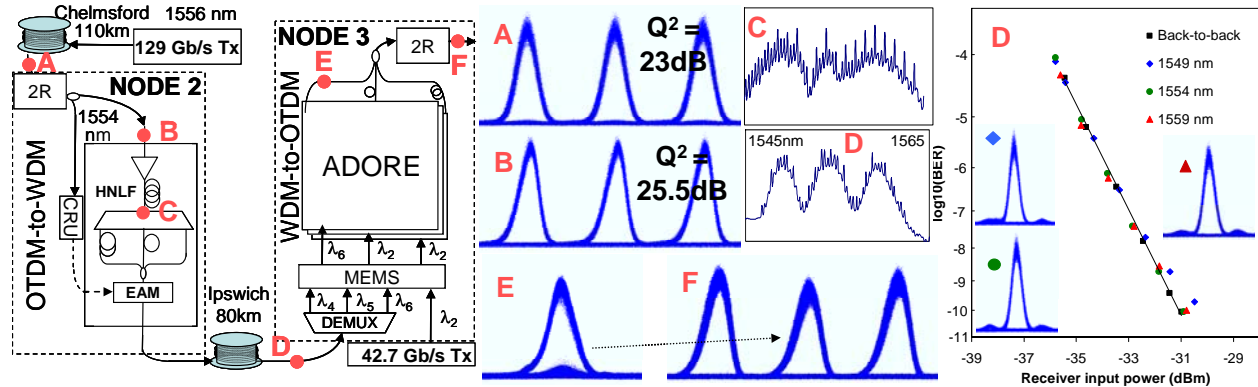 Chelmsford
110km
1556 nm
129 Gb/s Tx
A
2R
NODE 2
1554
nm
B
OTDM-to-WDM
CRU
HNLF
C
EAM
Ipswich
80km
D
NODE 3
2R
F
E
WDM-to-OTDM
ADORE
λ6
λ2
λ2
MEMS
λ4
λ5
λ6
λ2
DEMUX
42.7 Gb/s Tx
A
Q2 =
23dB
B
Q2 =
25.5dB
C
1545nm
D
1565
E
F
D
Back-to-back
1549 nm
1554 nm
1559 nm
log10(BER)
-4
-5
-6
-7
-8
-9
-10
-11
-39
-37
-35
-33
-31
-29
Receiver input power (dBm)